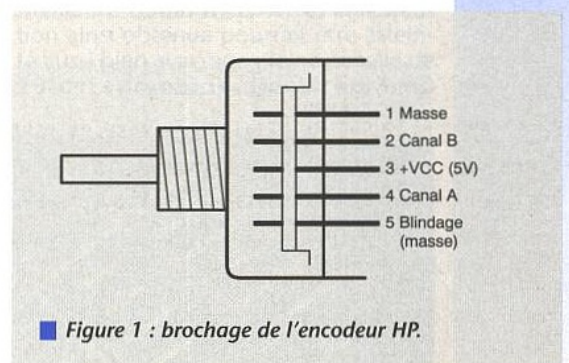 1 Masse
2 Canal B
3 +VCC (5V)
4 Canal A
5 Blindage
(masse)
Figure 1 : brochage de l'encodeur HP.